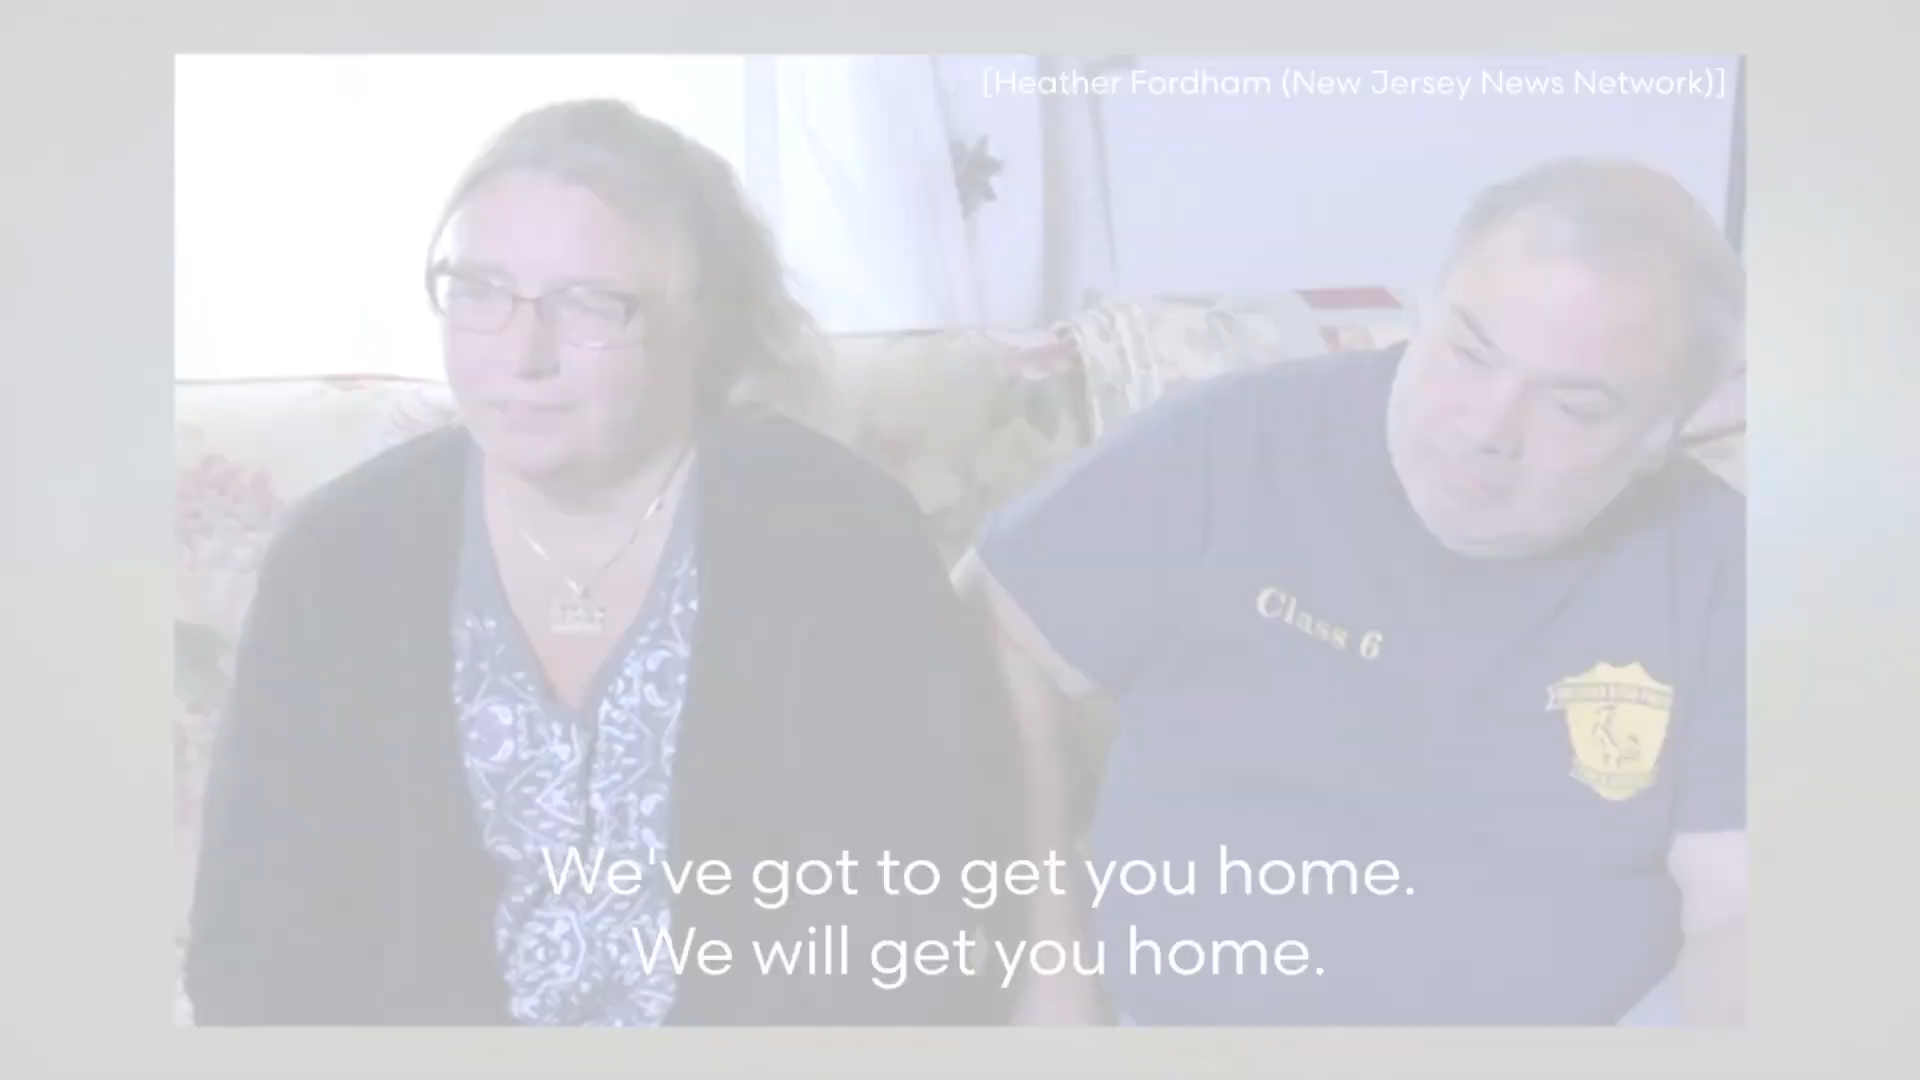 [Heather Fordham (New Jersey News Network)]
Class 6
We've got to get you home.
We will get you home.